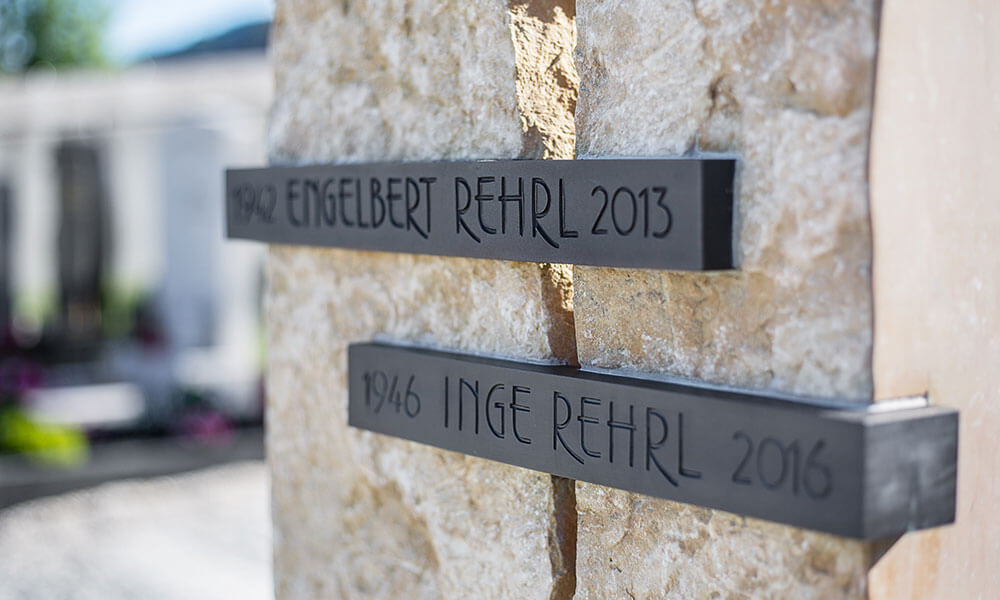 1942 ENGELBERT REHRL 2013
1946 INGE REHRL 2016